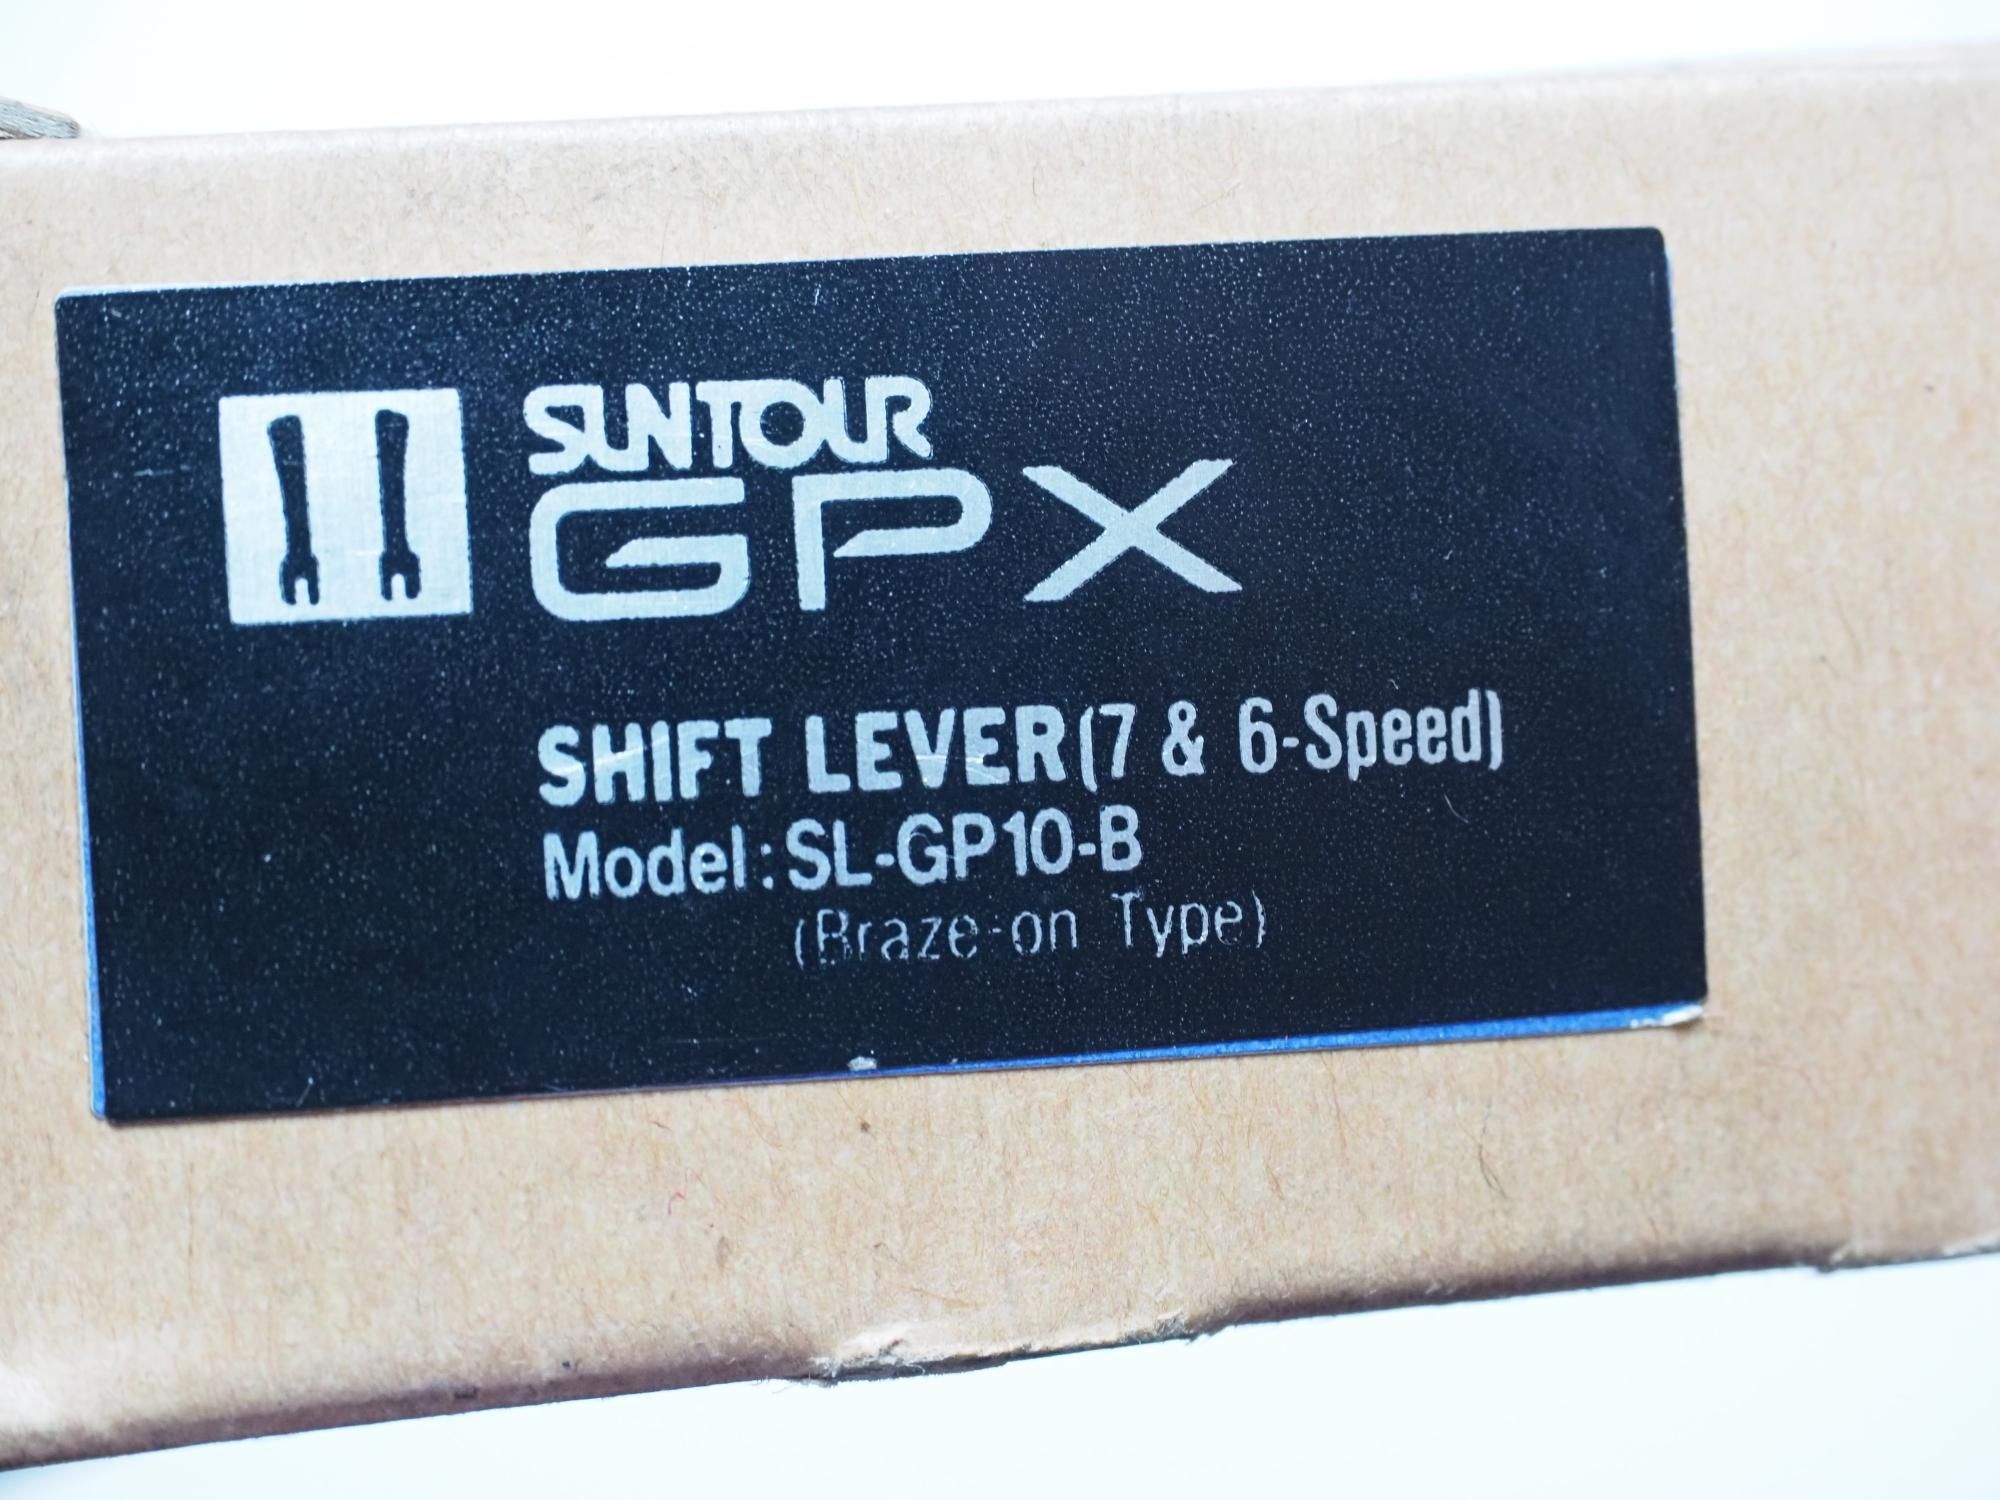 SUNTOUR
GPX
SHIFT LEVER(7 & 6-Speed)
Model:SL-GP10-B
(Braze-on Type)